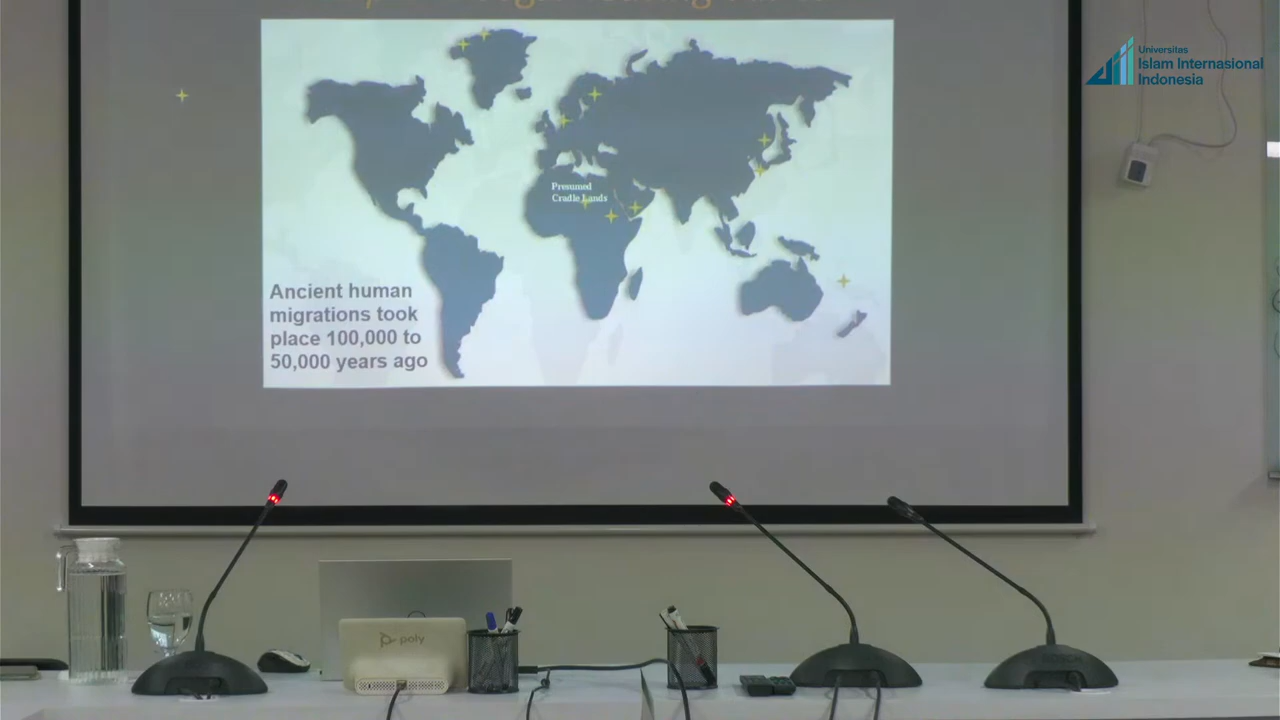 Universitas
Islam Internasional
Indonesia
Presumed
Cradle Lands
Ancient human
migrations took
place 100,000 to
50,000 years ago
poly